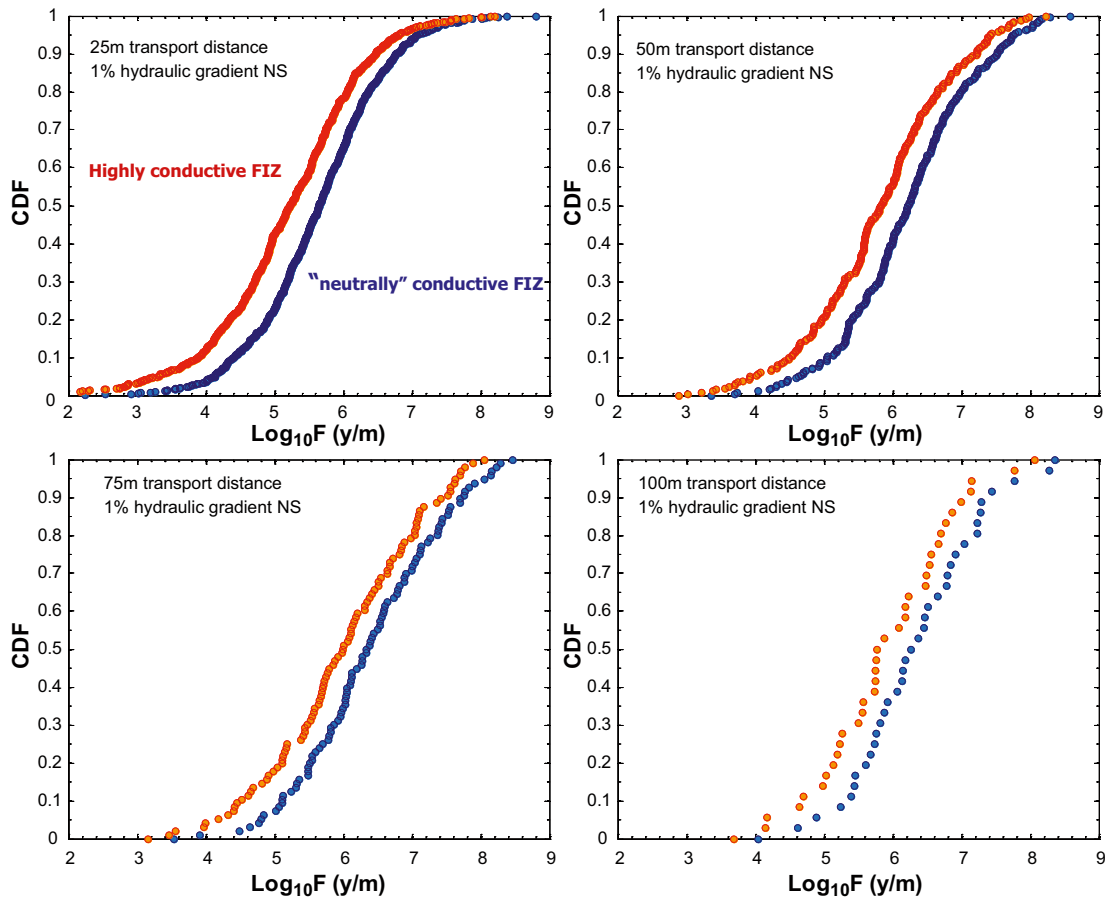 25m transport distance
1% hydraulic gradient NS
Highly conductive FIZ
“neutrally” conductive FIZ
CDF
1
0.9
0.8
0.7
0.6
0.5
0.4
0.3
0.2
0.1
0
2 3 4 5 6 7 8 9
Log10F (y/m)
50m transport distance
1% hydraulic gradient NS
CDF
1
0.9
0.8
0.7
0.6
0.5
0.4
0.3
0.2
0.1
0
2 3 4 5 6 7 8 9
Log10F (y/m)
75m transport distance
1% hydraulic gradient NS
CDF
1
0.9
0.8
0.7
0.6
0.5
0.4
0.3
0.2
0.1
0
2 3 4 5 6 7 8 9
Log10F (y/m)
100m transport distance
1% hydraulic gradient NS
CDF
1
0.9
0.8
0.7
0.6
0.5
0.4
0.3
0.2
0.1
0
2 3 4 5 6 7 8 9
Log10F (y/m)